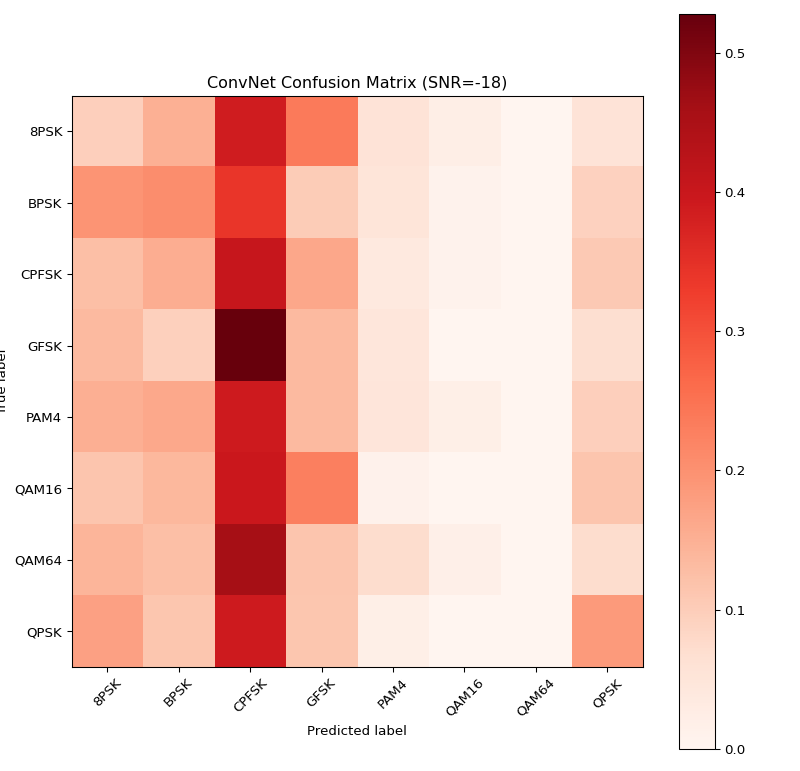 ConvNet Confusion Matrix (SNR=-18)
8PSK
BPSK
CPFSK
GFSK
PAM4
QAM16
QAM64
QPSK
8PSK
BPSK
CPFSK
GFSK
PAM4
QAM16
QAM64
QPSK
Predicted label
0.5
0.4
0.3
0.2
0.1
0.0